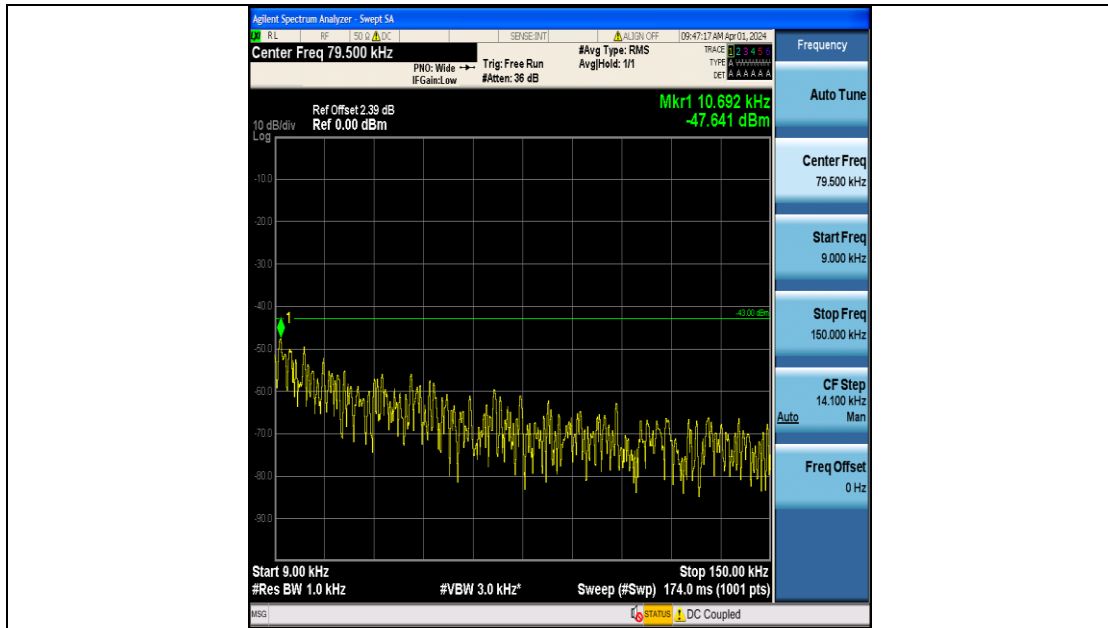 Agilent Spectrum Analyzer - Swept SA
RL RF 50 Ω DC SENSE:INT ALIGN OFF 09:47:17 AM Apr 01, 2024
Center Freq 79.500 kHz
PNO: Wide
IFGain:Low
Trig: Free Run
#Atten: 36 dB
#Avg Type: RMS
Avg|Hold: 1/1
TRACE 1 2 3 4 5 6
TYPE A WWWWW
DET A A A A A A
Frequency
Auto Tune
Mkr1 10.692 kHz
-47.641 dBm
Ref Offset 2.39 dB
10 dB/div Ref 0.00 dBm
Log
-10.0
-20.0
-30.0
-40.0
-43.00 dBm
1
-50.0
-60.0
-70.0
-80.0
-90.0
Center Freq
79.500 kHz
Start Freq
9.000 kHz
Stop Freq
150.000 kHz
CF Step
14.100 kHz
Auto Man
Freq Offset
0 Hz
Start 9.00 kHz Stop 150.00 kHz
#Res BW 1.0 kHz #VBW 3.0 kHz* Sweep (#Swp) 174.0 ms (1001 pts)
MSG STATUS DC Coupled